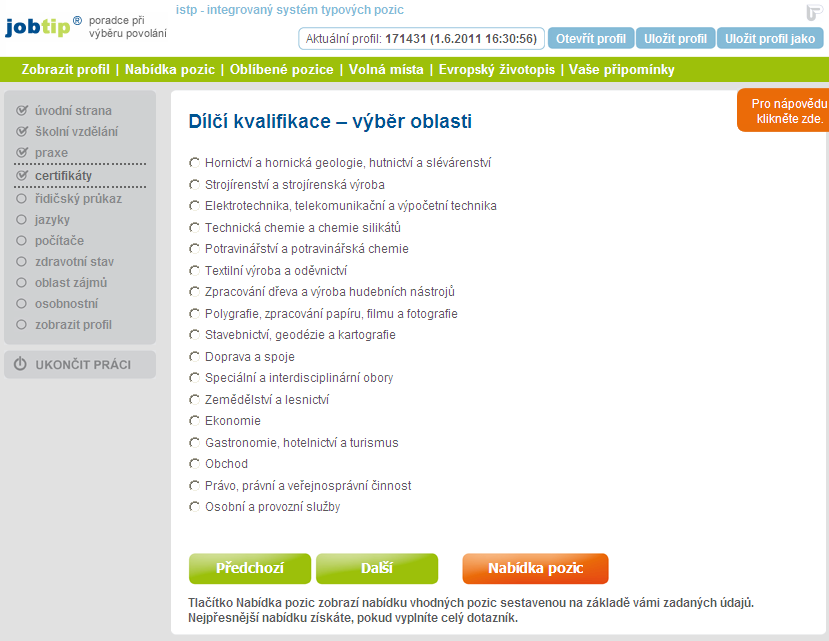 jobtip® poradce při
výběru povolání
istp - integrovaný systém typových pozic
Aktuální profil: 171431 (1.6.2011 16:30:56) Otevřít profil Uložit profil Uložit profil jako
Zobrazit profil | Nabídka pozic | Oblíbené pozice | Volná místa | Evropský životopis | Vaše připomínky
úvodní strana
školní vzdělání
praxe
certifikáty
řidičský průkaz
jazyky
počítače
zdravotní stav
oblast zájmů
osobnostní
zobrazit profil
UKONČIT PRÁCI
Pro nápovědu
klikněte zde.
Dílčí kvalifikace – výběr oblasti
Hornictví a hornická geologie, hutnictví a slévárenství
Strojírenství a strojírenská výroba
Elektrotechnika, telekomunikační a výpočetní technika
Technická chemie a chemie silikátů
Potravinářství a potravinářská chemie
Textilní výroba a oděvnictví
Zpracování dřeva a výroba hudebních nástrojů
Polygrafie, zpracování papíru, filmu a fotografie
Stavebnictví, geodézie a kartografie
Doprava a spoje
Speciální a interdisciplinární obory
Zemědělství a lesnictví
Ekonomie
Gastronomie, hotelnictví a turismus
Obchod
Právo, právní a veřejnosprávní činnost
Osobní a provozní služby
Předchozí Další Nabídka pozic
Tlačítko Nabídka pozic zobrazí nabídku vhodných pozic sestavenou na základě vámi zadaných údajů.
Nejpřesnější nabídku získáte, pokud vyplníte celý dotazník.